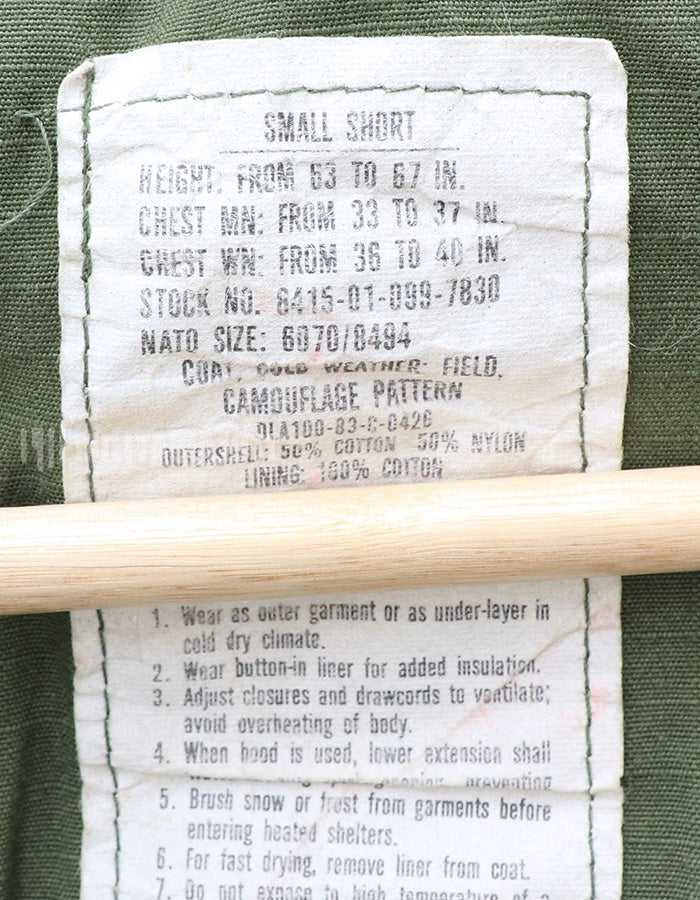 SMALL SHORT
HEIGHT: FROM 63 TO 67 IN.
CHEST MN: FROM 33 TO 37 IN.
CHEST WN: FROM 36 TO 40 IN.
STOCK NO. 8415-01-099-7830
NATO SIZE: 6070/8494
COAT, COLD WEATHER, FIELD,
CAMOUFLAGE PATTERN
DLA100-83-C-0426
OUTERSHELL: 50% COTTON 50% NYLON
LINING: 100% COTTON
1. Wear as outer garment or as under-layer in
cold dry climate.
2. Wear button-in liner for added insulation.
3. Adjust closures and drawcords to ventilate;
avoid overheating of body.
4. When hood is used, lower extension shall
preventing
5. Brush snow or frost from garments before
entering heated shelters.
6. For fast drying, remove liner from coat.
7. Do not expose to high temperature of a